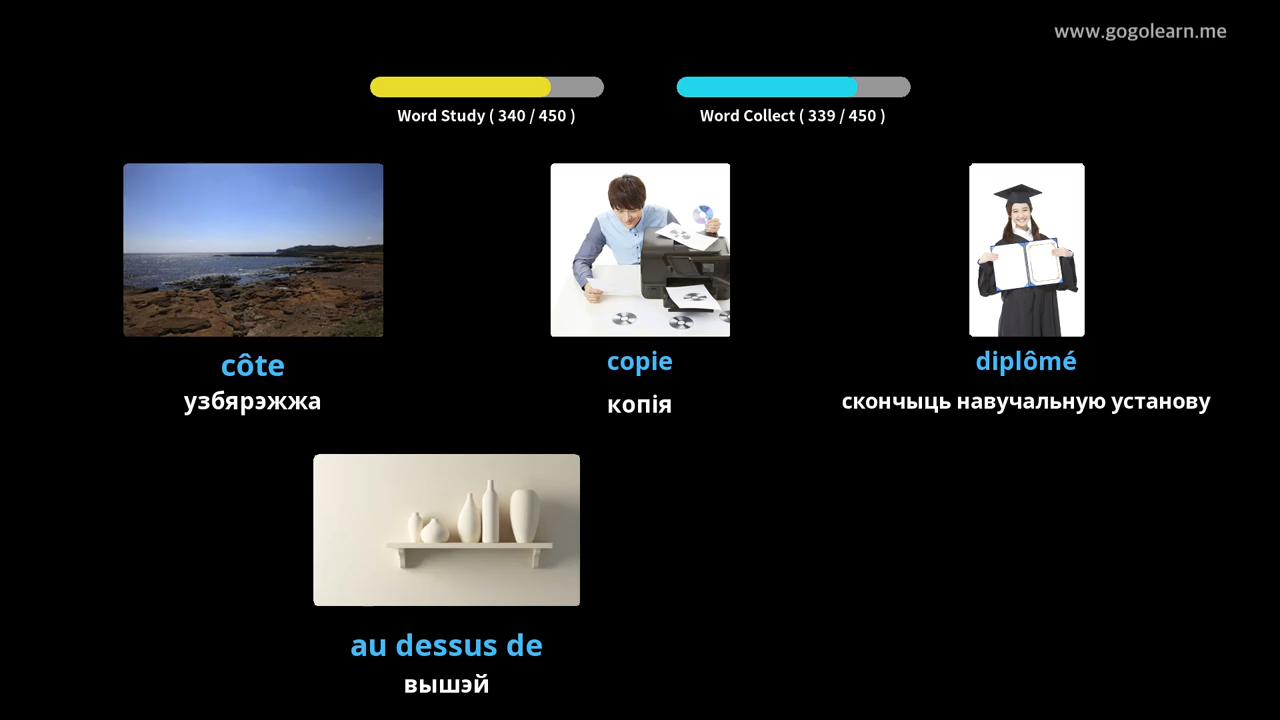 www.gogolearn.me
Word Study ( 340 / 450 )
Word Collect ( 339 / 450 )
côte
узбярэжжа
copie
копія
diplômé
скончыць навучальную установу
au dessus de
вышэй